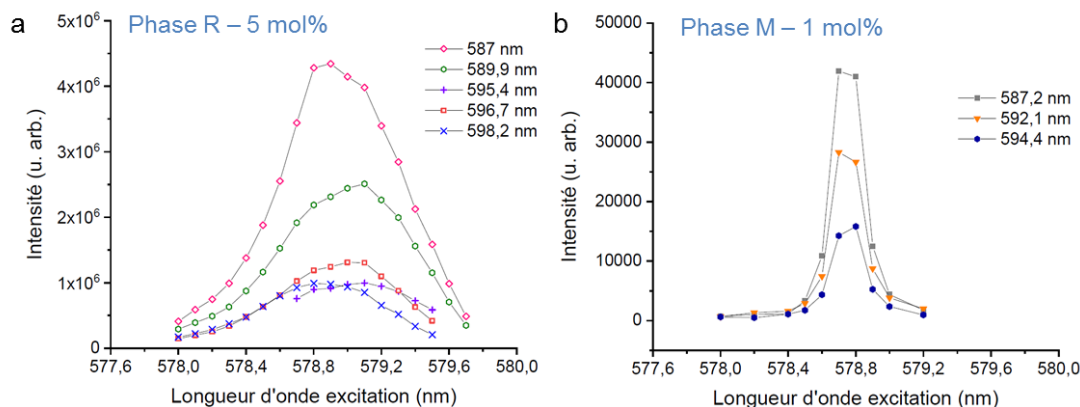 a
Phase R – 5 mol%
5x10⁶
4x10⁶
3x10⁶
2x10⁶
1x10⁶
0
Intensité (u. arb.)
587 nm
589,9 nm
595,4 nm
596,7 nm
598,2 nm
577,6 578,0 578,4 578,8 579,2 579,6 580,0
Longueur d'onde excitation (nm)
b
Phase M – 1 mol%
50000
40000
30000
20000
10000
0
Intensité (u. arb.)
587,2 nm
592,1 nm
594,4 nm
577,6 578,0 578,4 578,8 579,2 579,6 580,0
Longueur d'onde excitation (nm)